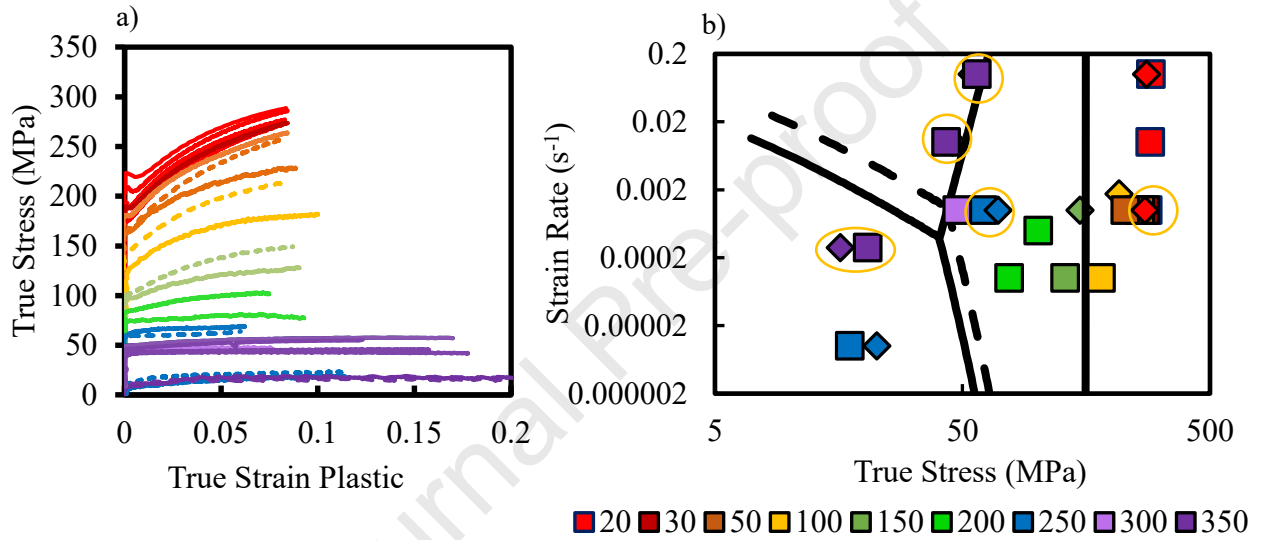 a)
350
300
250
200
150
100
50
0
True Stress (MPa)
0 0.05 0.1 0.15 0.2
True Strain Plastic
b)
0.2
0.02
0.002
0.0002
0.00002
0.000002
Strain Rate (s⁻¹)
5 50 500
True Stress (MPa)
20 30 50 100 150 200 250 300 350
urnal Pre-proof